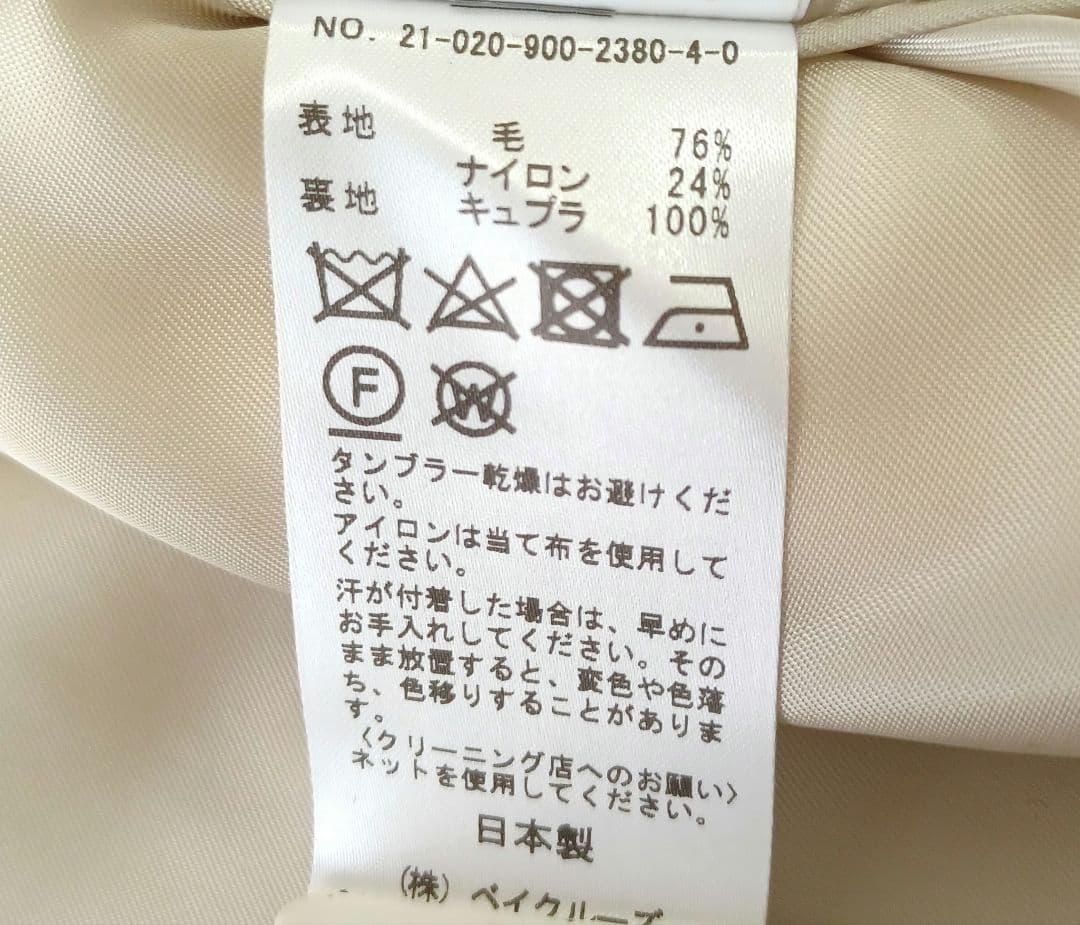 NO. 21-020-900-2380-4-0
表地 毛 76%
ナイロン 24%
裏地 キュプラ 100%
F W
タンブラー乾燥はお避けくだ
さい。
アイロンは当て布を使用して
ください。
汗が付着した場合は、早めに
お手入れしてください。その
まま放置すると、変色や色落
ち、色移りすることがありま
す。
〈クリーニング店へのお願い〉
ネットを使用してください。
日本製
(株) ベイクルーズ